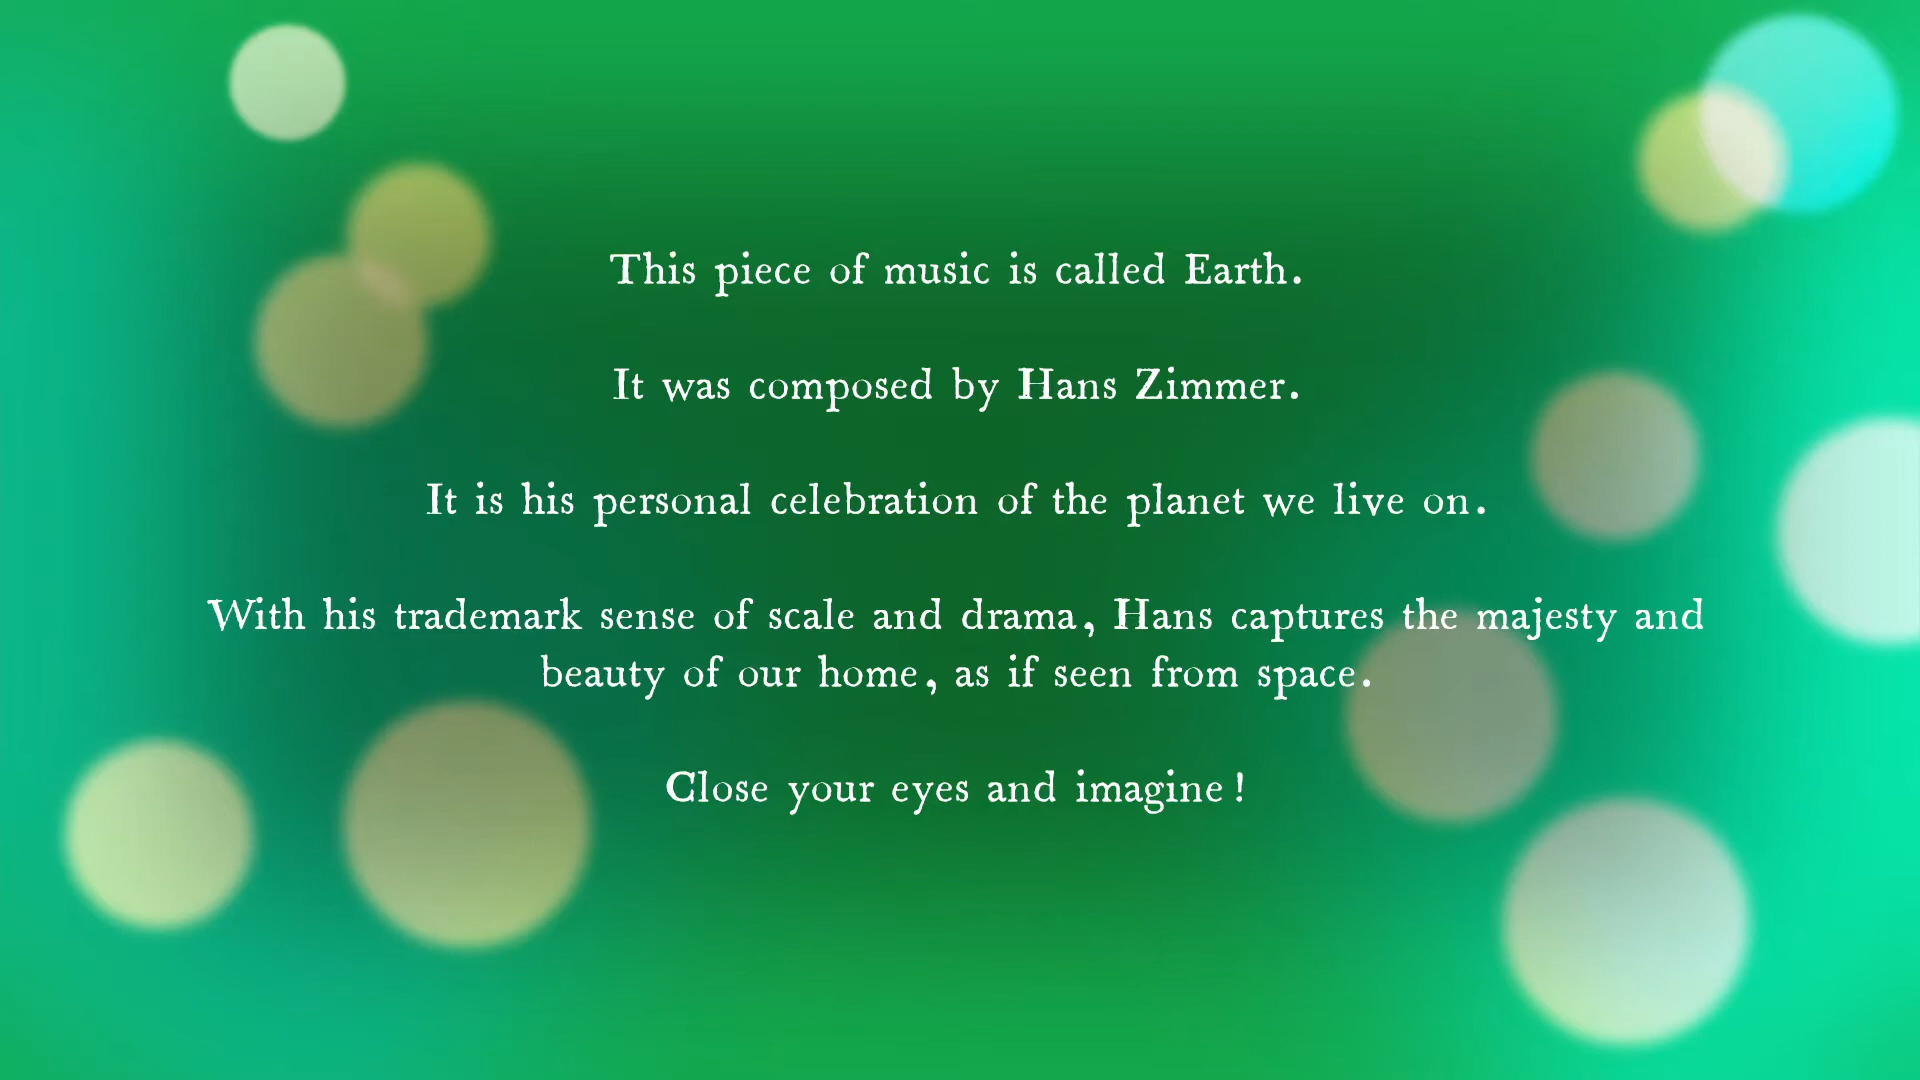 This piece of music is called Earth.
It was composed by Hans Zimmer.
It is his personal celebration of the planet we live on.
With his trademark sense of scale and drama, Hans captures the majesty and
beauty of our home, as if seen from space.
Close your eyes and imagine!